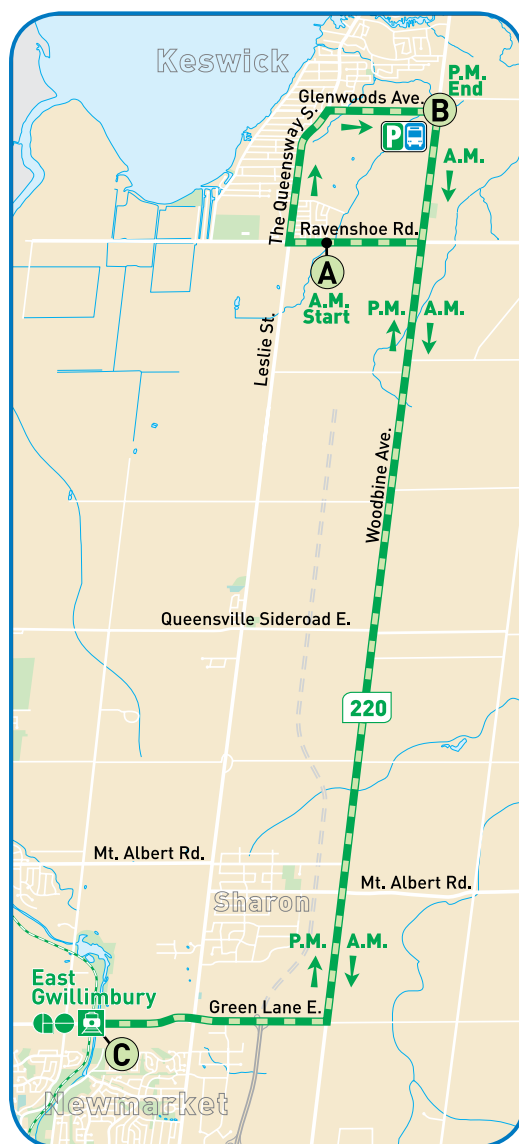 Keswick
P.M.
End
Glenwoods Ave.
B
P
A.M.
The Queensway S.
Ravenshoe Rd.
A
A.M.
Start
P.M.
A.M.
Leslie St.
Woodbine Ave.
Queensville Sideroad E.
220
Mt. Albert Rd.
Mt. Albert Rd.
Sharon
P.M.
A.M.
East
Gwillimbury
Green Lane E.
C
Newmarket